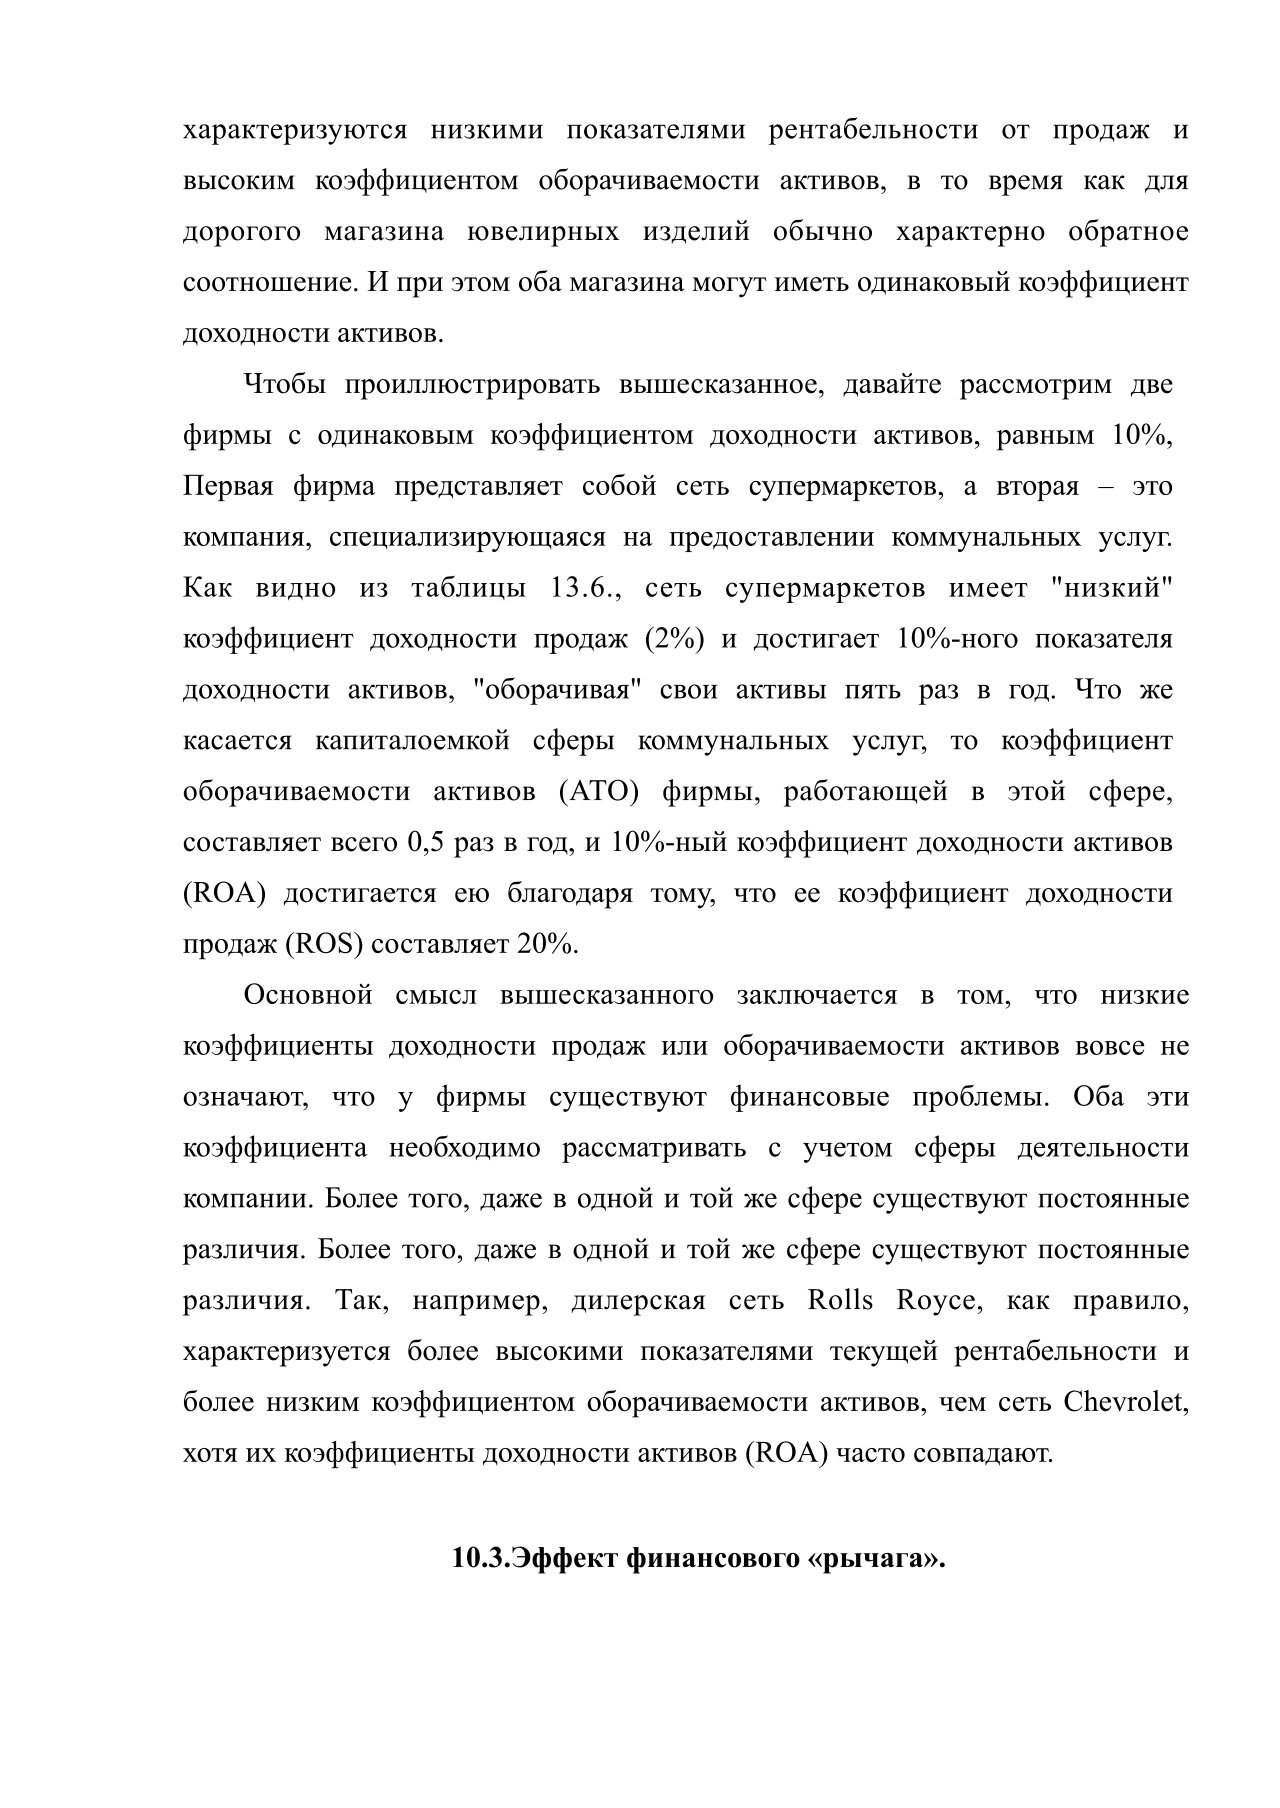 характеризуются низкими показателями рентабельности от продаж и
высоким коэффициентом оборачиваемости активов, в то время как для
дорогого магазина ювелирных изделий обычно характерно обратное
соотношение. И при этом оба магазина могут иметь одинаковый коэффициент
доходности активов.
Чтобы проиллюстрировать вышесказанное, давайте рассмотрим две
фирмы с одинаковым коэффициентом доходности активов, равным 10%,
Первая фирма представляет собой сеть супермаркетов, а вторая – это
компания, специализирующаяся на предоставлении коммунальных услуг.
Как видно из таблицы 13.6., сеть супермаркетов имеет "низкий"
коэффициент доходности продаж (2%) и достигает 10%-ного показателя
доходности активов, "оборачивая" свои активы пять раз в год. Что же
касается капиталоемкой сферы коммунальных услуг, то коэффициент
оборачиваемости активов (АТО) фирмы, работающей в этой сфере,
составляет всего 0,5 раз в год, и 10%-ный коэффициент доходности активов
(ROA) достигается ею благодаря тому, что ее коэффициент доходности
продаж (ROS) составляет 20%.
Основной смысл вышесказанного заключается в том, что низкие
коэффициенты доходности продаж или оборачиваемости активов вовсе не
означают, что у фирмы существуют финансовые проблемы. Оба эти
коэффициента необходимо рассматривать с учетом сферы деятельности
компании. Более того, даже в одной и той же сфере существуют постоянные
различия. Более того, даже в одной и той же сфере существуют постоянные
различия. Так, например, дилерская сеть Rolls Royce, как правило,
характеризуется более высокими показателями текущей рентабельности и
более низким коэффициентом оборачиваемости активов, чем сеть Chevrolet,
хотя их коэффициенты доходности активов (ROA) часто совпадают.
10.3.Эффект финансового «рычага».